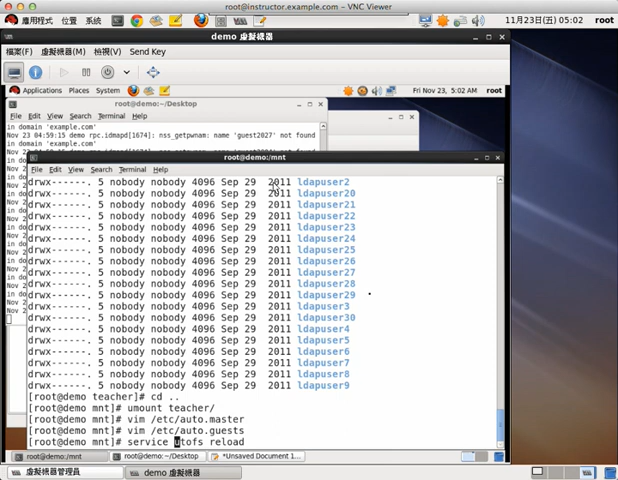 root@instructor.example.com - VNC Viewer
應用程式 位置 系統 11月23日(五) 05:02 root
demo 虛擬機器
檔案(F) 虛擬機器(M) 檢視(V) Send Key
Applications Places System Fri Nov 23, 5:02 AM root
root@demo:~/Desktop
File Edit View Search Terminal Help
in domain 'example.com'
Nov 23 04:59:15 demo rpc.idmapd[1674]: nss_getpwnam: name 'guest2027' not found
in domain 'example.com'
root@demo:/mnt
File Edit View Search Terminal Help
drwx------. 5 nobody nobody 4096 Sep 29 2011 ldapuser2
drwx------. 5 nobody nobody 4096 Sep 29 2011 ldapuser20
drwx------. 5 nobody nobody 4096 Sep 29 2011 ldapuser21
drwx------. 5 nobody nobody 4096 Sep 29 2011 ldapuser22
drwx------. 5 nobody nobody 4096 Sep 29 2011 ldapuser23
drwx------. 5 nobody nobody 4096 Sep 29 2011 ldapuser24
drwx------. 5 nobody nobody 4096 Sep 29 2011 ldapuser25
drwx------. 5 nobody nobody 4096 Sep 29 2011 ldapuser26
drwx------. 5 nobody nobody 4096 Sep 29 2011 ldapuser27
drwx------. 5 nobody nobody 4096 Sep 29 2011 ldapuser28
drwx------. 5 nobody nobody 4096 Sep 29 2011 ldapuser29
drwx------. 5 nobody nobody 4096 Sep 29 2011 ldapuser3
drwx------. 5 nobody nobody 4096 Sep 29 2011 ldapuser30
drwx------. 5 nobody nobody 4096 Sep 29 2011 ldapuser4
drwx------. 5 nobody nobody 4096 Sep 29 2011 ldapuser5
drwx------. 5 nobody nobody 4096 Sep 29 2011 ldapuser6
drwx------. 5 nobody nobody 4096 Sep 29 2011 ldapuser7
drwx------. 5 nobody nobody 4096 Sep 29 2011 ldapuser8
drwx------. 5 nobody nobody 4096 Sep 29 2011 ldapuser9
[root@demo teacher]# cd ..
[root@demo mnt]# umount teacher/
[root@demo mnt]# vim /etc/auto.master
[root@demo mnt]# vim /etc/auto.guests
[root@demo mnt]# service utofs reload
root@demo:/mnt root@demo:~/Desktop *Unsaved Document 1...
虛擬機器管理員 demo 虛擬機器